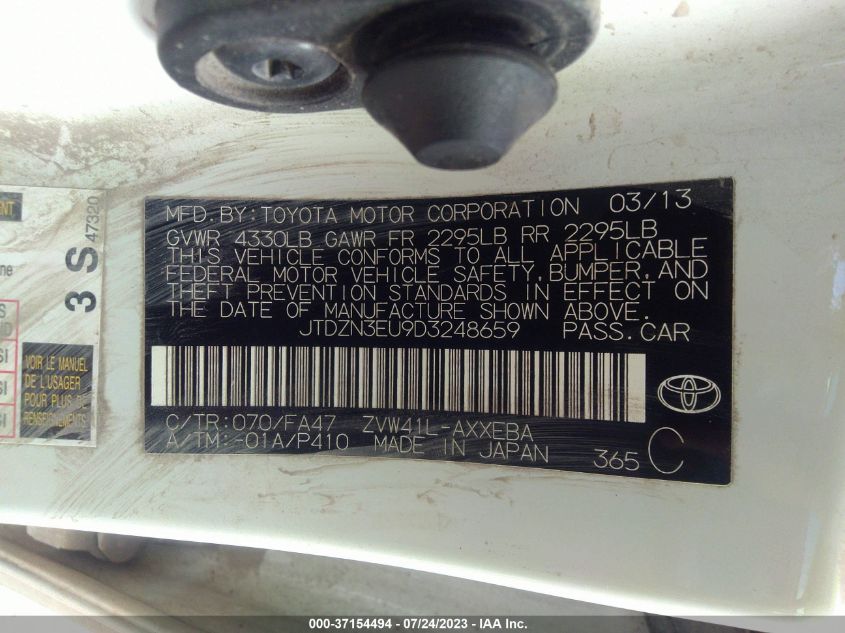 MFD.BY:TOYOTA MOTOR CORPORATION 03/13
GVWR 4330LB GAWR FR 2295LB RR 2295LB
THIS VEHICLE CONFORMS TO ALL APPLICABLE
FEDERAL MOTOR VEHICLE SAFETY, BUMPER, AND
THEFT PREVENTION STANDARDS IN EFFECT ON
THE DATE OF MANUFACTURE SHOWN ABOVE.
JTDZN3EU9D3248659 PASS.CAR
C/TR:070/FA47 ZVW41L-AXXEBA
A/TM:-01A/P410 MADE IN JAPAN 365 C
3 S
47320
VOIR LE MANUEL
DE L'USAGER
POUR PLUS DE
RENSEIGNEMENTS
000-37154494 - 07/24/2023 - IAA Inc.